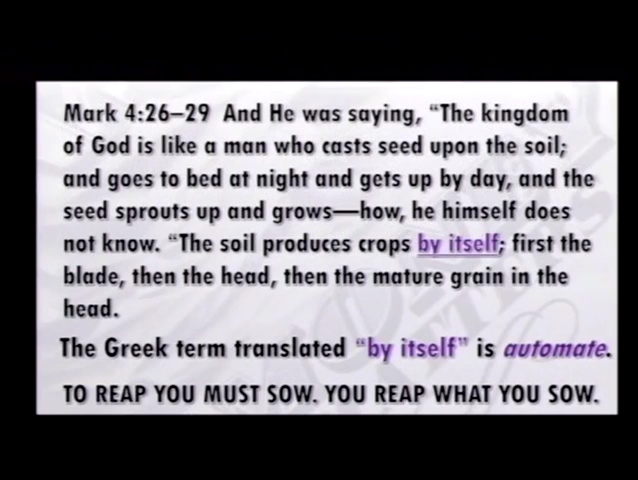 Mark 4:26–29 And He was saying, “The kingdom
of God is like a man who casts seed upon the soil;
and goes to bed at night and gets up by day, and the
seed sprouts up and grows—how, he himself does
not know. “The soil produces crops by itself; first the
blade, then the head, then the mature grain in the
head.
The Greek term translated “by itself” is automate.
TO REAP YOU MUST SOW. YOU REAP WHAT YOU SOW.